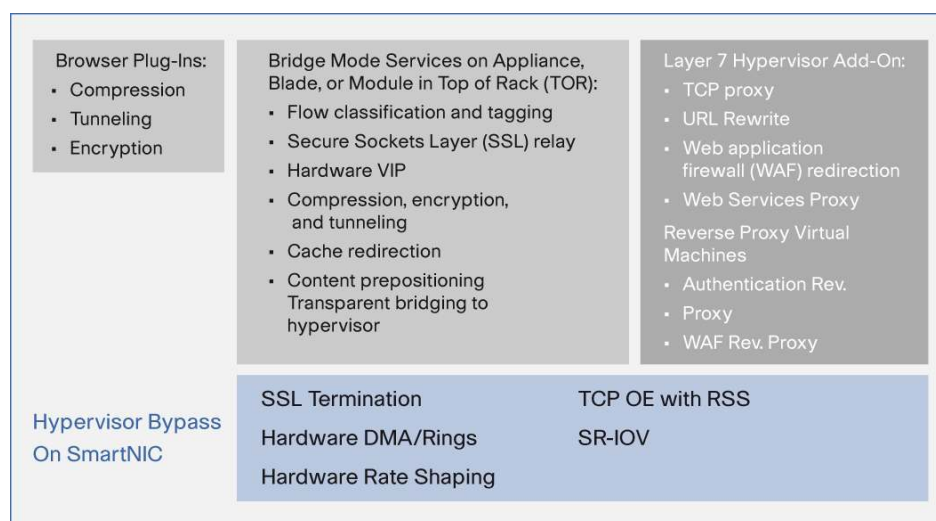 Browser Plug-Ins:
▪ Compression
▪ Tunneling
▪ Encryption
Bridge Mode Services on Appliance,
Blade, or Module in Top of Rack (TOR):
▪ Flow classification and tagging
▪ Secure Sockets Layer (SSL) relay
▪ Hardware VIP
▪ Compression, encryption,
and tunneling
▪ Cache redirection
▪ Content prepositioning
Transparent bridging to
hypervisor
Layer 7 Hypervisor Add-On:
▪ TCP proxy
▪ URL Rewrite
▪ Web application
firewall (WAF) redirection
▪ Web Services Proxy
Reverse Proxy Virtual
Machines
▪ Authentication Rev.
▪ Proxy
▪ WAF Rev. Proxy
Hypervisor Bypass
On SmartNIC
SSL Termination
Hardware DMA/Rings
Hardware Rate Shaping
TCP OE with RSS
SR-IOV